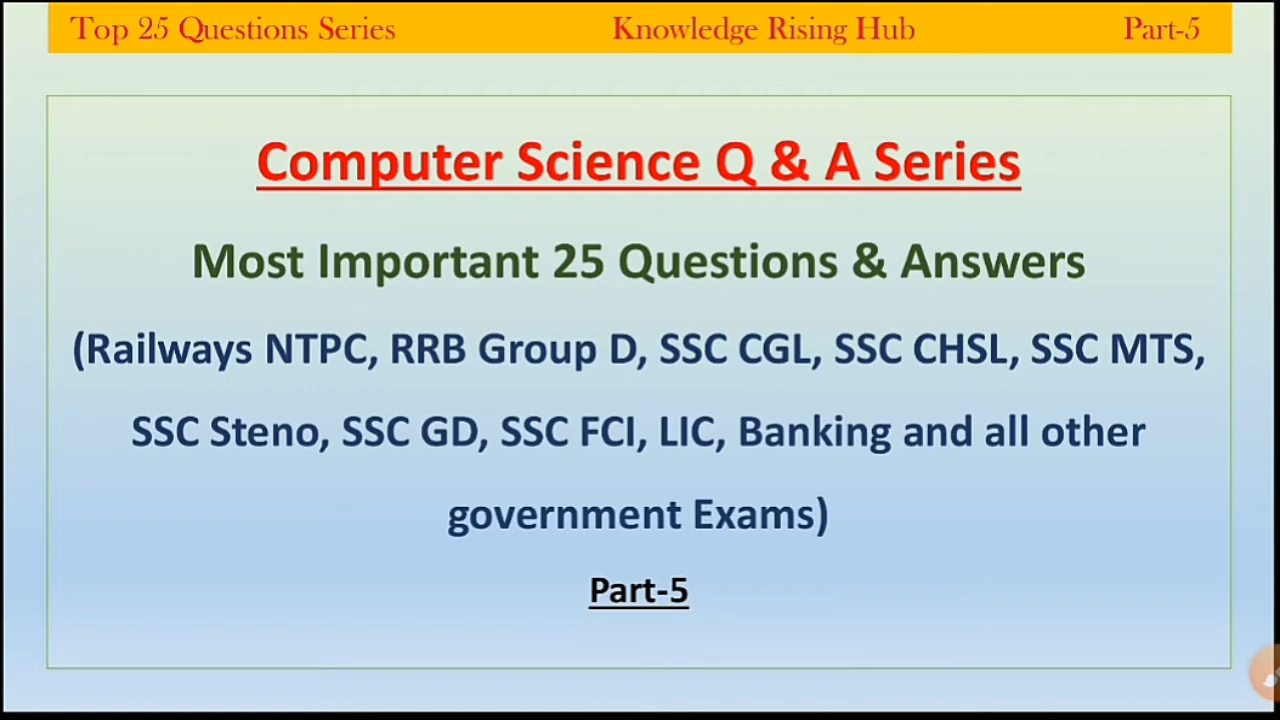 Top 25 Questions Series Knowledge Rising Hub Part-5
Computer Science Q & A Series
Most Important 25 Questions & Answers
(Railways NTPC, RRB Group D, SSC CGL, SSC CHSL, SSC MTS,
SSC Steno, SSC GD, SSC FCI, LIC, Banking and all other
government Exams)
Part-5